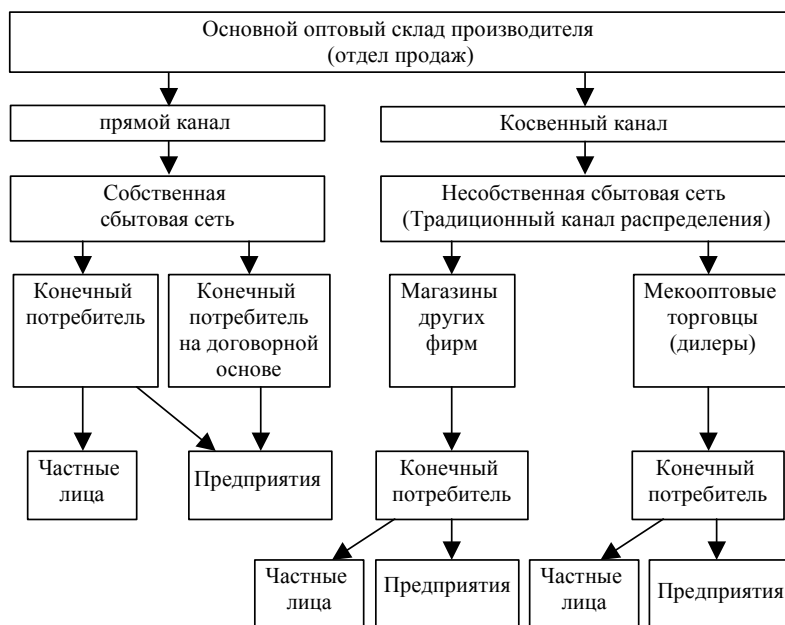 Основной оптовый склад производителя
(отдел продаж)
прямой канал
Косвенный канал
Собственная
сбытовая сеть
Несобственная сбытовая сеть
(Традиционный канал распределения)
Конечный
потребитель
Конечный
потребитель
на договорной
основе
Магазины
других
фирм
Мекооптовые
торговцы
(дилеры)
Частные
лица
Предприятия
Конечный
потребитель
Конечный
потребитель
Частные
лица
Предприятия
Частные
лица
Предприятия